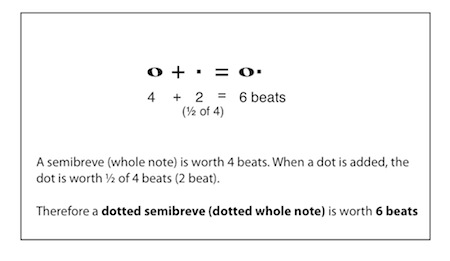 𝅝 + · = 𝅝·
4 + 2 = 6 beats
(½ of 4)
A semibreve (whole note) is worth 4 beats. When a dot is added, the
dot is worth ½ of 4 beats (2 beat).
Therefore a dotted semibreve (dotted whole note) is worth 6 beats